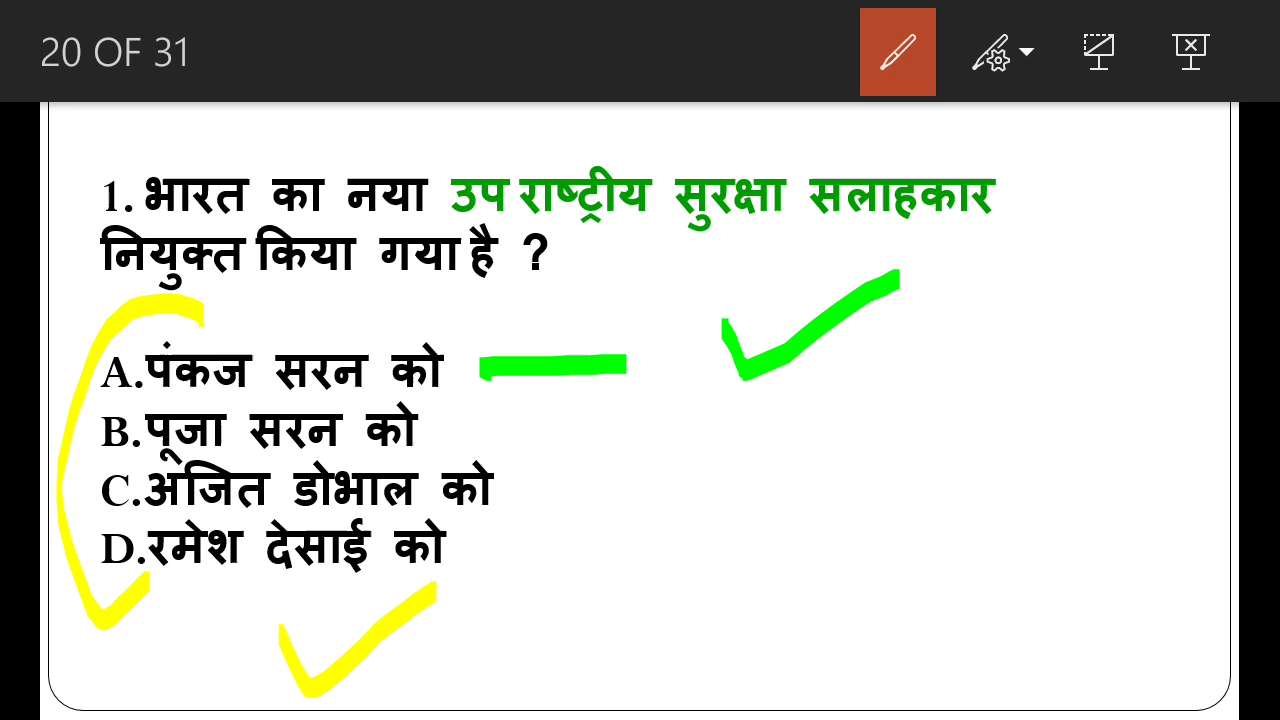 20 OF 31
1. भारत का नया उप राष्ट्रीय सुरक्षा सलाहकार
नियुक्त किया गया है ?
A.पंकज सरन को
B.पूजा सरन को
C.अजित डोभाल को
D.रमेश देसाई को